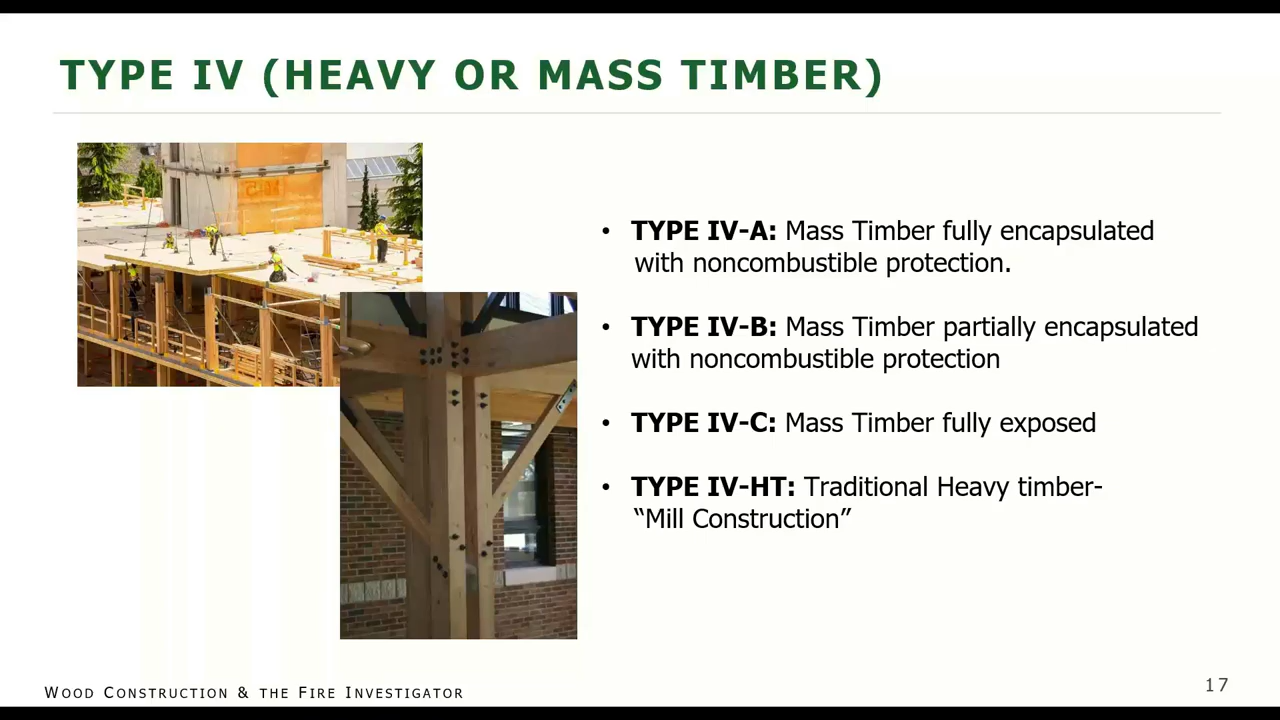 TYPE IV (HEAVY OR MASS TIMBER)
• TYPE IV-A: Mass Timber fully encapsulated
with noncombustible protection.
• TYPE IV-B: Mass Timber partially encapsulated
with noncombustible protection
• TYPE IV-C: Mass Timber fully exposed
• TYPE IV-HT: Traditional Heavy timber-
“Mill Construction”
WOOD CONSTRUCTION & THE FIRE INVESTIGATOR
17